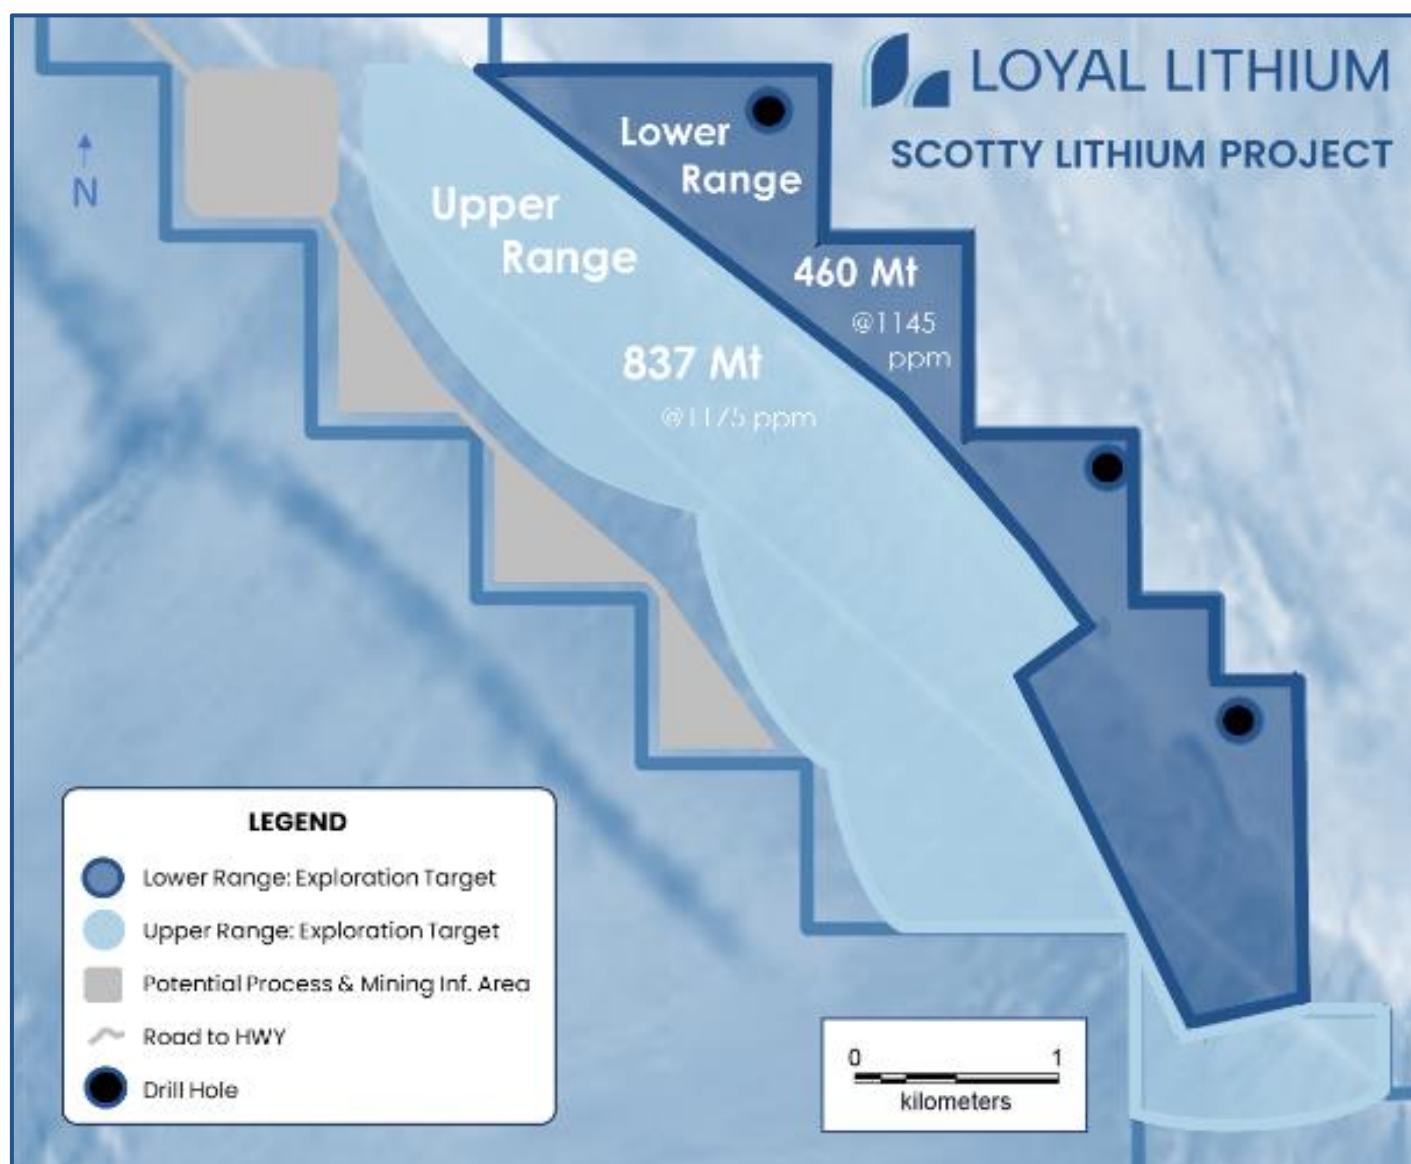 LOYAL LITHIUM
SCOTTY LITHIUM PROJECT
N
Lower
Range
Upper
Range
460 Mt
@1145
ppm
837 Mt
@1175 ppm
LEGEND
Lower Range: Exploration Target
Upper Range: Exploration Target
Potential Process & Mining Inf. Area
Road to HWY
Drill Hole
0 1
kilometers